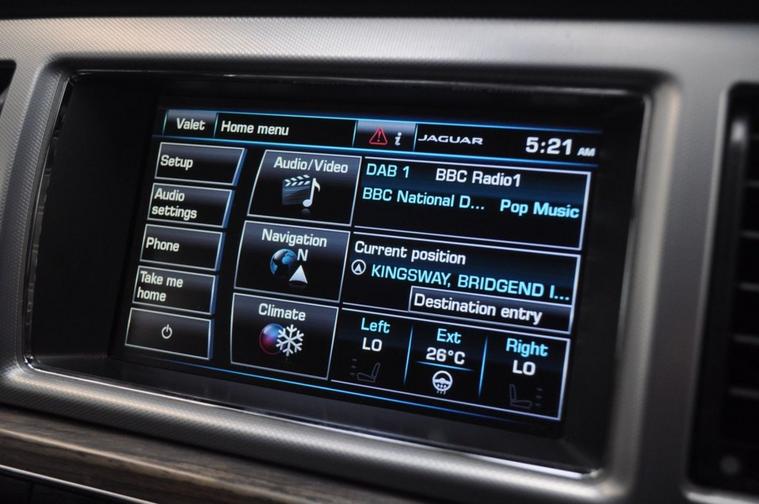 Valet
Home menu
i
JAGUAR
5:21 AM
Setup
Audio
settings
Phone
Take me
home
Audio/Video
Navigation
N
Climate
DAB 1
BBC Radio1
BBC National D...
Pop Music
Current position
KINGSWAY, BRIDGEND I...
Destination entry
Left
LO
Ext
26°C
Right
LO